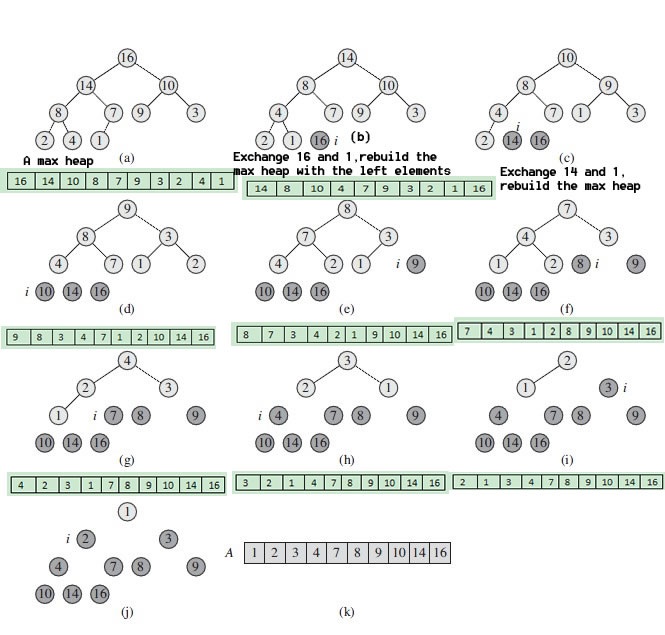 16
14 10
8 7 9 3
2 4 1
(a)
A max heap
16 14 10 8 7 9 3 2 4 1
14
8 10
4 7 9 3
2 1 16 i
(b)
Exchange 16 and 1,rebuild the
max heap with the left elements
14 8 10 4 7 9 3 2 1 16
10
8 9
4 7 1 3
i
2 14 16
(c)
Exchange 14 and 1,
rebuild the max heap
9
8 3
4 7 1 2
i 10 14 16
(d)
9 8 3 4 7 1 2 10 14 16
8
7 3
4 2 1 i 9
10 14 16
(e)
8 7 3 4 2 1 9 10 14 16
7
4 3
1 2 8 i 9
10 14 16
(f)
7 4 3 1 2 8 9 10 14 16
4
2 3
1 i 7 8 9
10 14 16
(g)
4 2 3 1 7 8 9 10 14 16
3
2 1
i 4 7 8 9
10 14 16
(h)
3 2 1 4 7 8 9 10 14 16
2
1 3 i
4 7 8 9
10 14 16
(i)
2 1 3 4 7 8 9 10 14 16
1
i 2 3
4 7 8 9
10 14 16
(j)
A 1 2 3 4 7 8 9 10 14 16
(k)